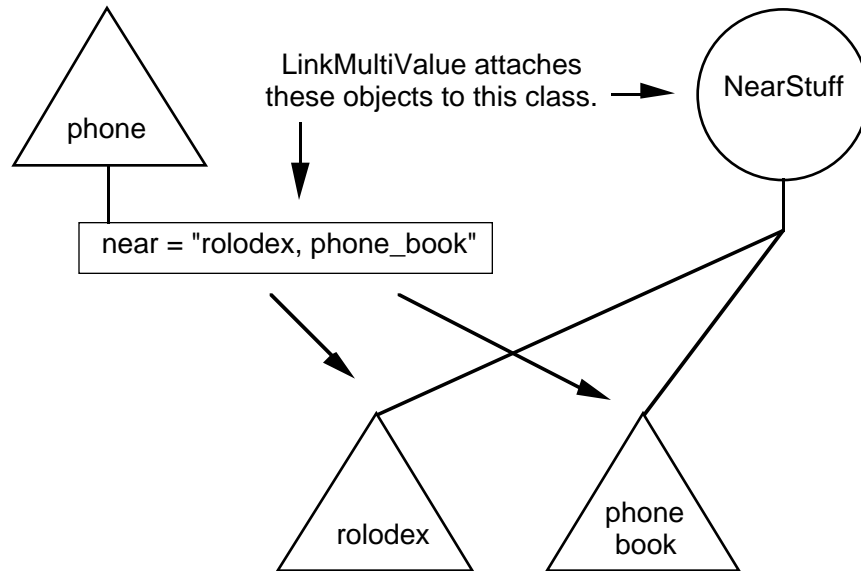 LinkMultiValue attaches
these objects to this class.
NearStuff
phone
near = "rolodex, phone_book"
rolodex
phone
book